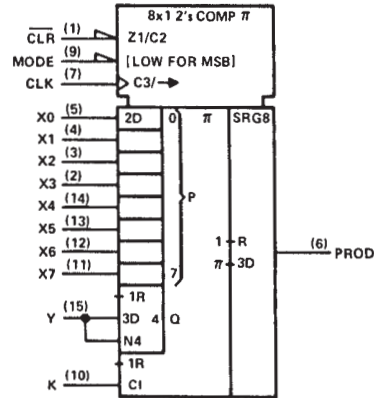 8x1 2's COMP π
CLR (1) Z1/C2
MODE (9) [LOW FOR MSB)
CLK (7) C3/→
X0 (5) 2D 0 π SRG8
X1 (4)
X2 (3)
X3 (2)
X4 (14) P
X5 (13)
X6 (12) 1 R
(6) PROD
X7 (11) 7 π 3D
1R
Y (15) 3D 4 Q
N4
1R
K (10) CI